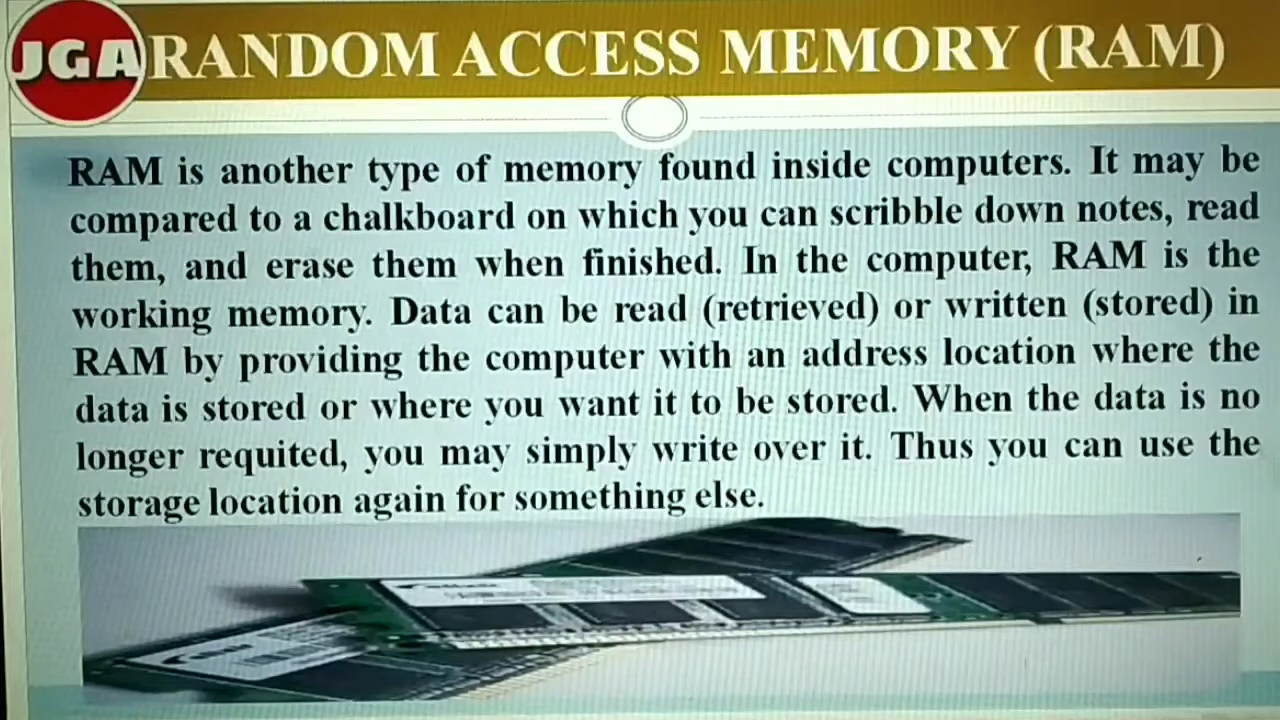 JGA
RANDOM ACCESS MEMORY (RAM)
RAM is another type of memory found inside computers. It may be
compared to a chalkboard on which you can scribble down notes, read
them, and erase them when finished. In the computer, RAM is the
working memory. Data can be read (retrieved) or written (stored) in
RAM by providing the computer with an address location where the
data is stored or where you want it to be stored. When the data is no
longer requited, you may simply write over it. Thus you can use the
storage location again for something else.